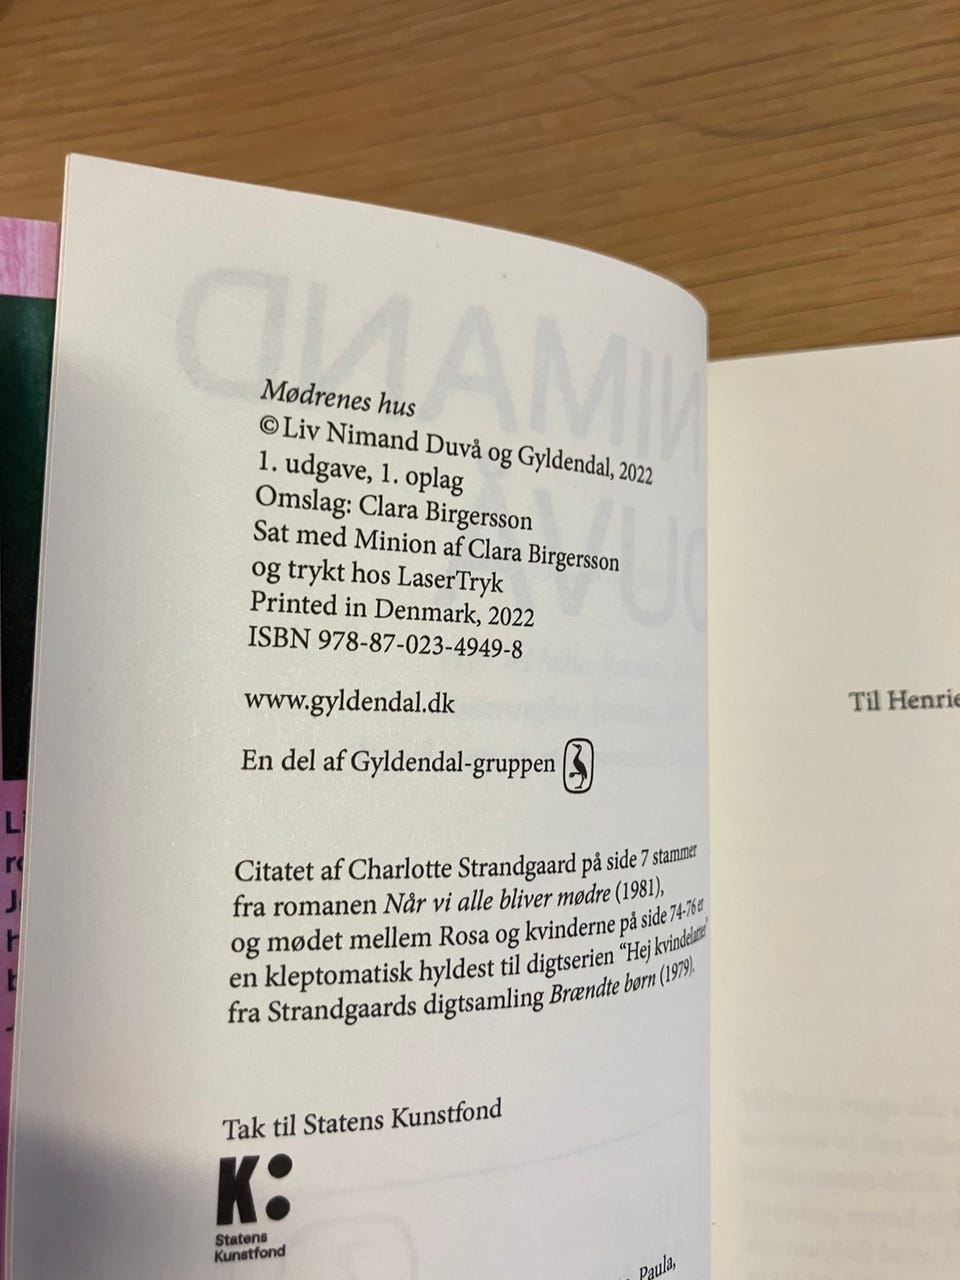 Mødrenes hus
©Liv Nimand Duvå og Gyldendal, 2022
1. udgave, 1. oplag
Omslag: Clara Birgersson
Sat med Minion af Clara Birgersson
og trykt hos LaserTryk
Printed in Denmark, 2022
ISBN 978-87-023-4949-8
www.gyldendal.dk
En del af Gyldendal-gruppen
Citatet af Charlotte Strandgaard på side 7 stammer
fra romanen Når vi alle bliver mødre (1981),
og mødet mellem Rosa og kvinderne på side 74-76 er
en kleptomatisk hyldest til digtserien “Hej kvindelatter”
fra Strandgaards digtsamling Brændte børn (1979).
Tak til Statens Kunstfond
K:
Statens
Kunstfond
Paula,
Til
NIMAND
DUVÅ